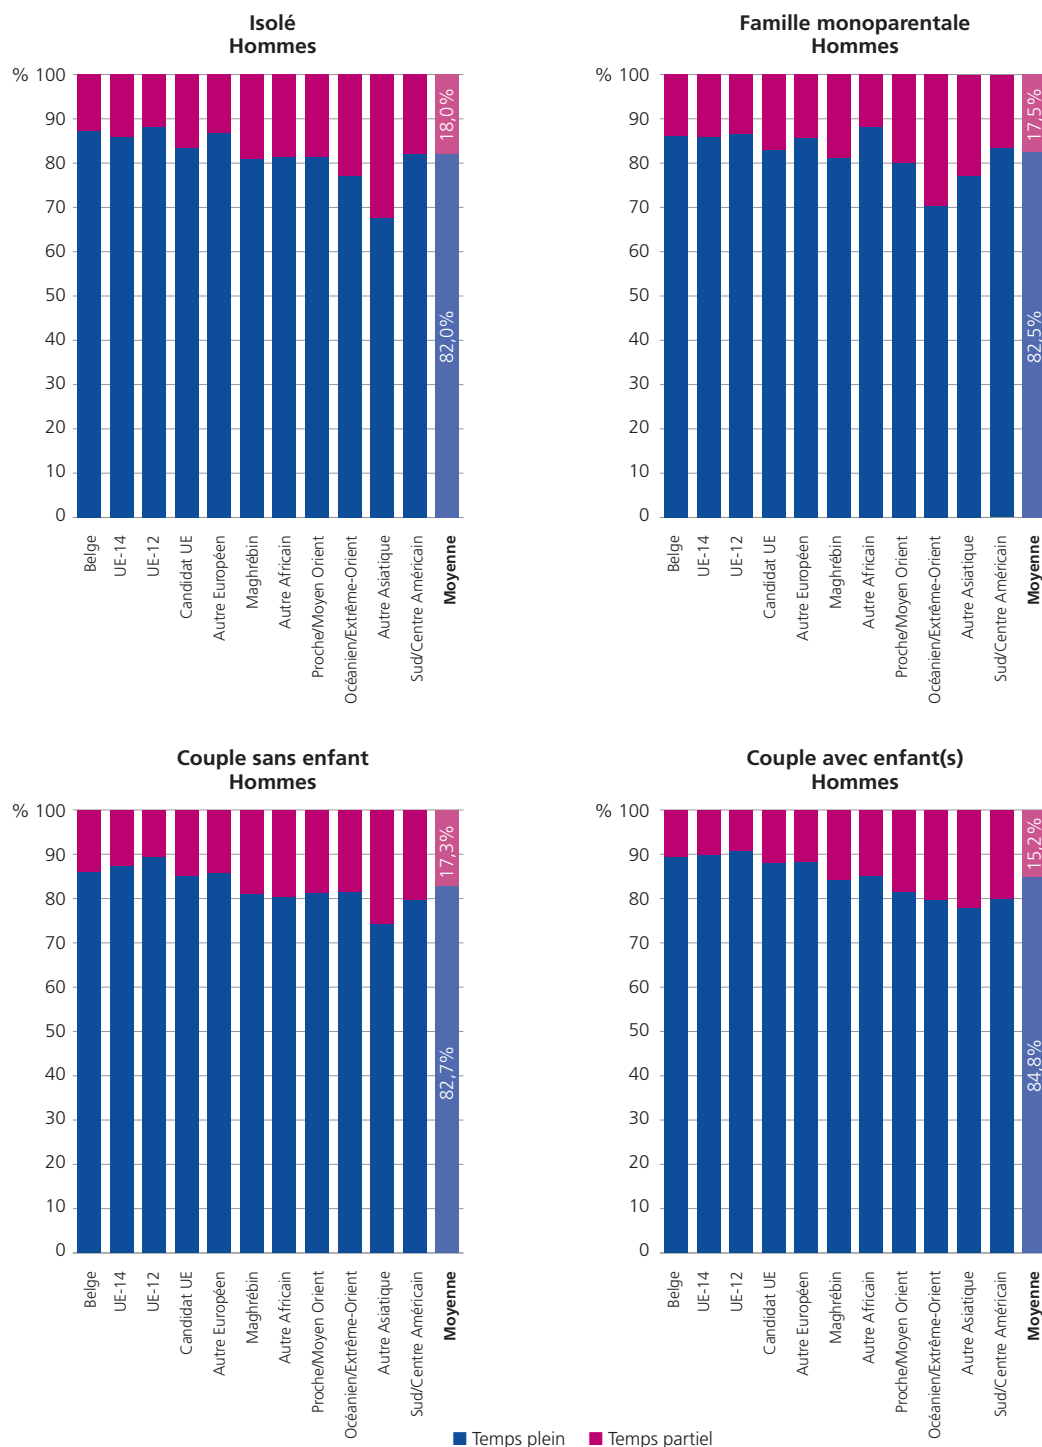 Isolé
Hommes
% 100
90
80
70
60
50
40
30
20
10
0
18,0%
82,0%
Belge
UE-14
UE-12
Candidat UE
Autre Européen
Maghrébin
Autre Africain
Proche/Moyen Orient
Océanien/Extrême-Orient
Autre Asiatique
Sud/Centre Américain
Moyenne
Famille monoparentale
Hommes
% 100
90
80
70
60
50
40
30
20
10
0
17,5%
82,5%
Belge
UE-14
UE-12
Candidat UE
Autre Européen
Maghrébin
Autre Africain
Proche/Moyen Orient
Océanien/Extrême-Orient
Autre Asiatique
Sud/Centre Américain
Moyenne
Couple sans enfant
Hommes
% 100
90
80
70
60
50
40
30
20
10
0
17,3%
82,7%
Belge
UE-14
UE-12
Candidat UE
Autre Européen
Maghrébin
Autre Africain
Proche/Moyen Orient
Océanien/Extrême-Orient
Autre Asiatique
Sud/Centre Américain
Moyenne
Couple avec enfant(s)
Hommes
% 100
90
80
70
60
50
40
30
20
10
0
15,2%
84,8%
Belge
UE-14
UE-12
Candidat UE
Autre Européen
Maghrébin
Autre Africain
Proche/Moyen Orient
Océanien/Extrême-Orient
Autre Asiatique
Sud/Centre Américain
Moyenne
Temps plein Temps partiel